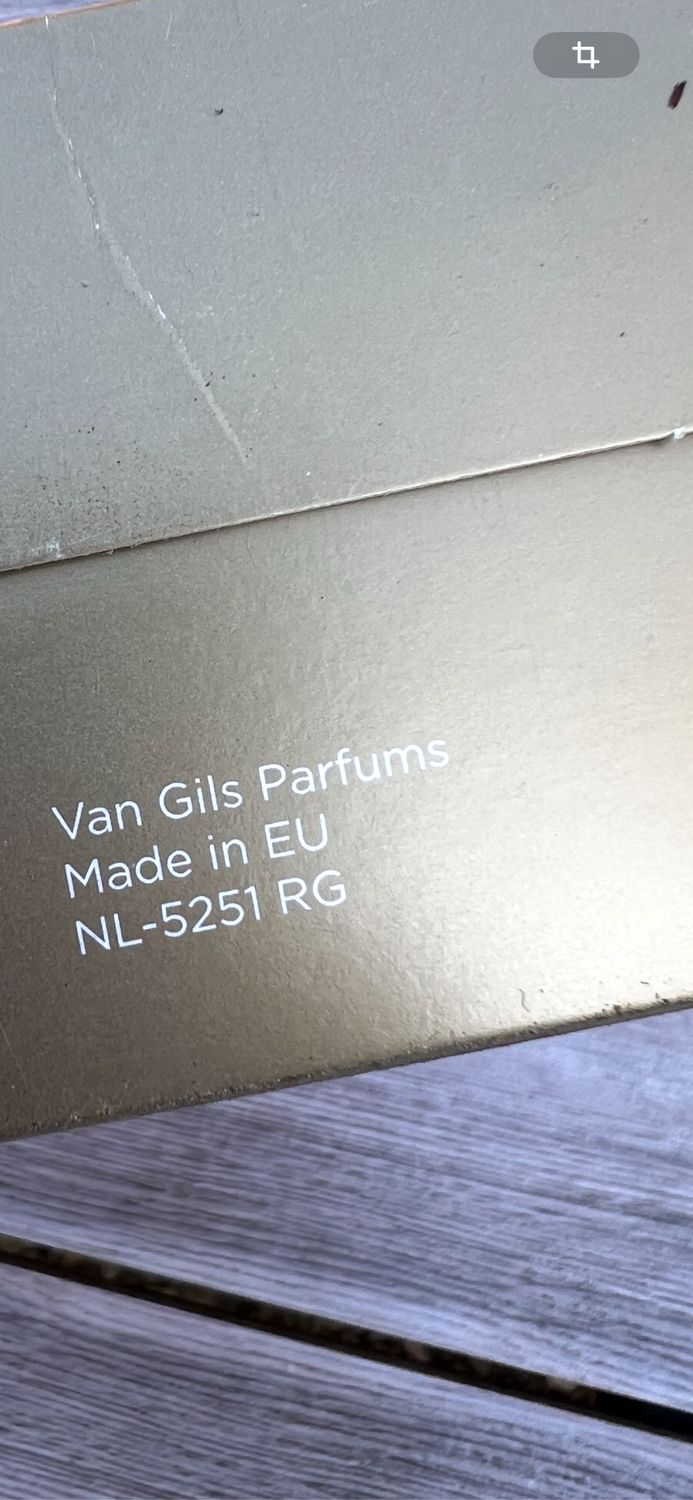 Van Gils Parfums
Made in EU
NL-5251 RG